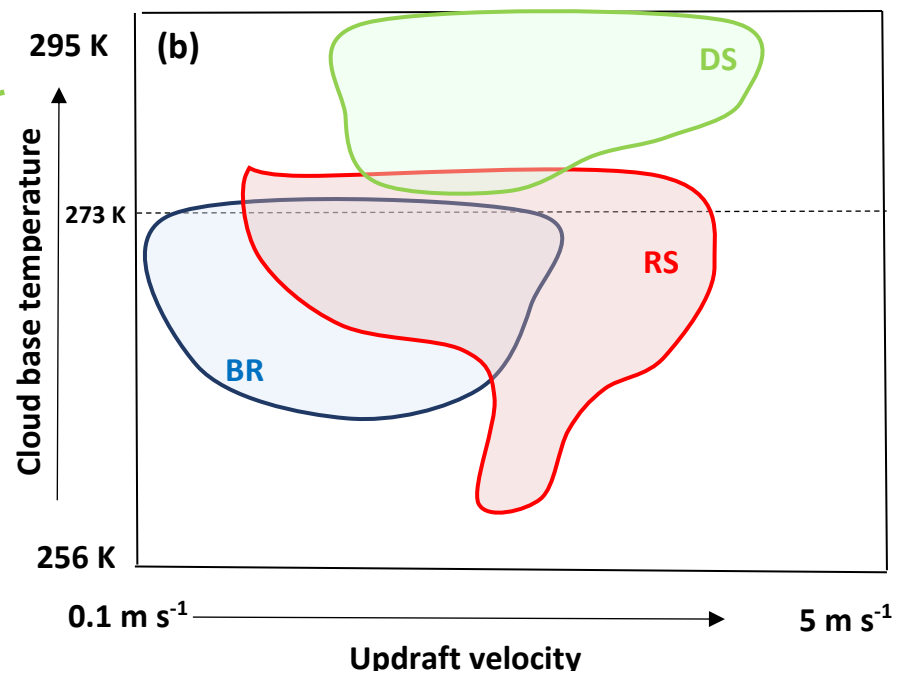 295 K
(b)
DS
Cloud base temperature
273 K
RS
BR
256 K
0.1 m s⁻¹
5 m s⁻¹
Updraft velocity